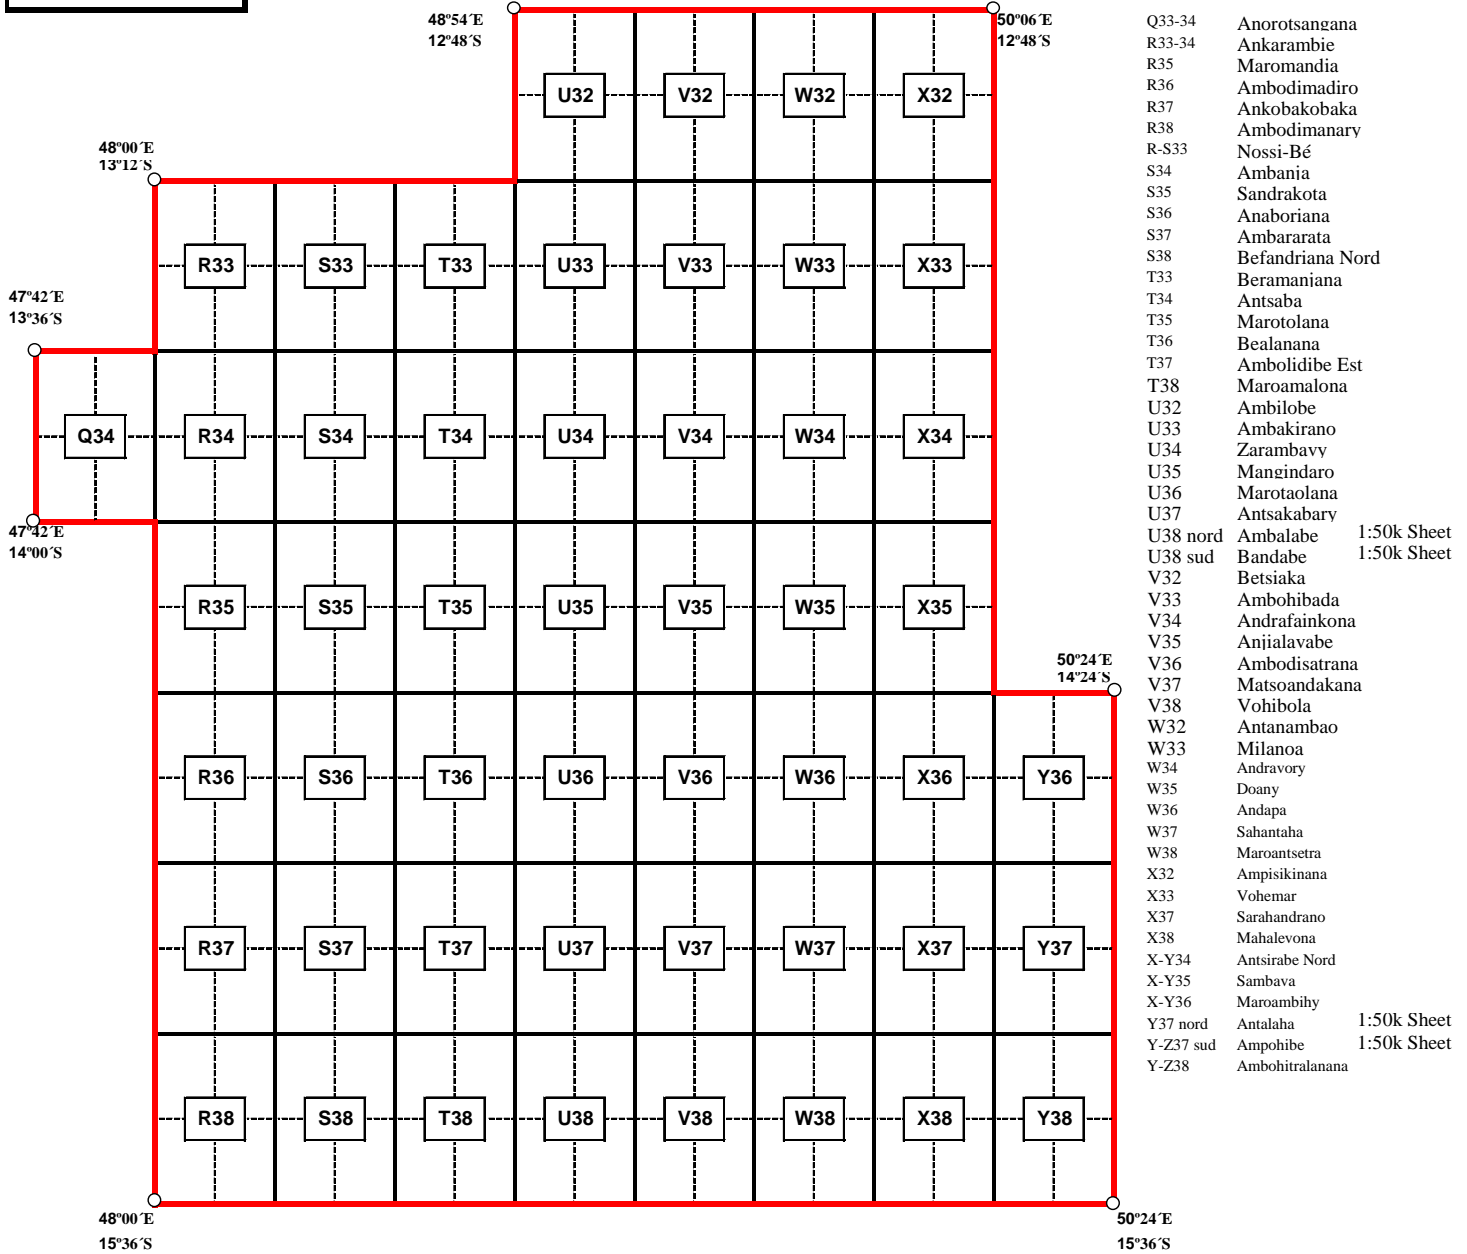 48º54´E
12º48´S
50º06´E
12º48´S
U32 V32 W32 X32
48º00´E
13º12´S
R33 S33 T33 U33 V33 W33 X33
47º42´E
13º36´S
Q34 R34 S34 T34 U34 V34 W34 X34
47º42´E
14º00´S
R35 S35 T35 U35 V35 W35 X35
50º24´E
14º24´S
R36 S36 T36 U36 V36 W36 X36 Y36
R37 S37 T37 U37 V37 W37 X37 Y37
R38 S38 T38 U38 V38 W38 X38 Y38
48º00´E
15º36´S
50º24´E
15º36´S
Q33-34 Anorotsangana
R33-34 Ankarambie
R35 Maromandia
R36 Ambodimadiro
R37 Ankobakobaka
R38 Ambodimanary
R-S33 Nossi-Bé
S34 Ambanja
S35 Sandrakota
S36 Anaboriana
S37 Ambararata
S38 Befandriana Nord
T33 Beramanjana
T34 Antsaba
T35 Marotolana
T36 Bealanana
T37 Ambolidibe Est
T38 Maroamalona
U32 Ambilobe
U33 Ambakirano
U34 Zarambavy
U35 Mangindaro
U36 Marotaolana
U37 Antsakabary
U38 nord Ambalabe 1:50k Sheet
U38 sud Bandabe 1:50k Sheet
V32 Betsiaka
V33 Ambohibada
V34 Andrafainkona
V35 Anjialavabe
V36 Ambodisatrana
V37 Matsoandakana
V38 Vohibola
W32 Antanambao
W33 Milanoa
W34 Andravory
W35 Doany
W36 Andapa
W37 Sahantaha
W38 Maroantsetra
X32 Ampisikinana
X33 Vohemar
X37 Sarahandrano
X38 Mahalevona
X-Y34 Antsirabe Nord
X-Y35 Sambava
X-Y36 Maroambihy
Y37 nord Antalaha 1:50k Sheet
Y-Z37 sud Ampohibe 1:50k Sheet
Y-Z38 Ambohitralanana